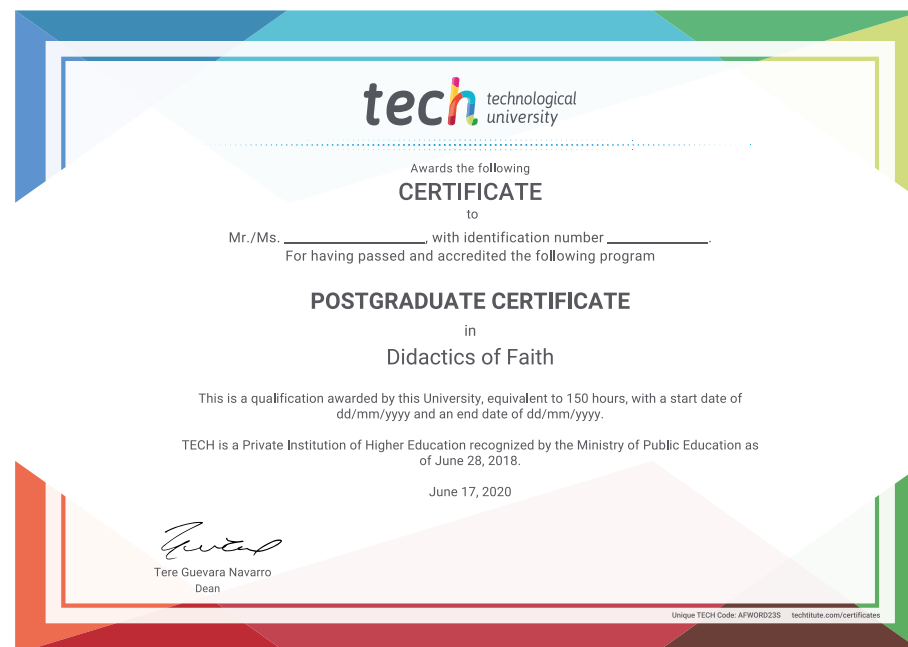 tech technological
university
Awards the following
CERTIFICATE
to
Mr./Ms. ____________________, with identification number ______________.
For having passed and accredited the following program
POSTGRADUATE CERTIFICATE
in
Didactics of Faith
This is a qualification awarded by this University, equivalent to 150 hours, with a start date of
dd/mm/yyyy and an end date of dd/mm/yyyy.
TECH is a Private Institution of Higher Education recognized by the Ministry of Public Education as
of June 28, 2018.
June 17, 2020
Tere Guevara Navarro
Dean
Unique TECH Code: AFWORD23S techtitute.com/certificates